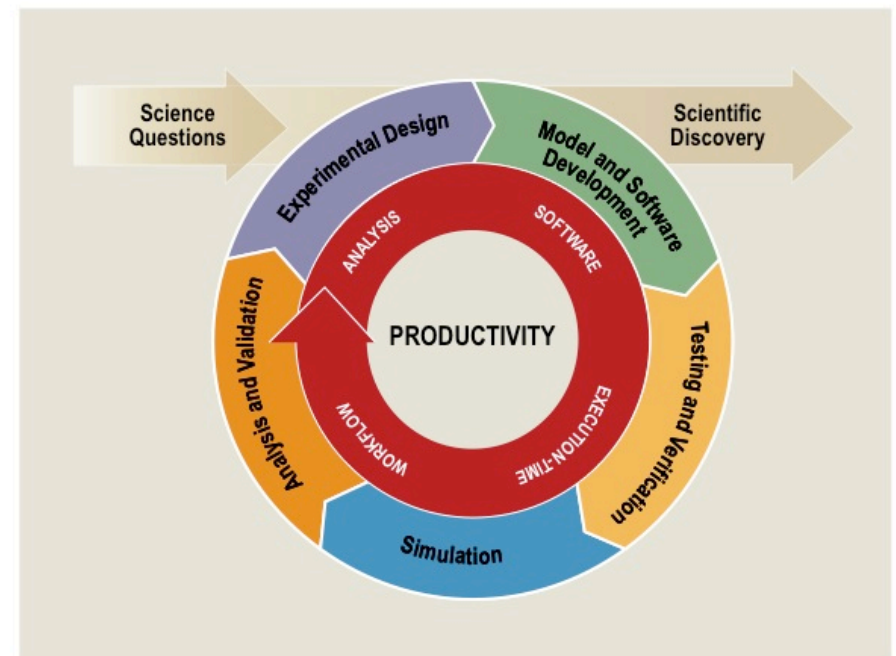 Science
Questions
Scientific
Discovery
Experimental Design
Model and Software
Development
Testing and Verification
Simulation
Analysis and Validation
ANALYSIS
SOFTWARE
EXECUTION-TIME
WORKFLOW
PRODUCTIVITY